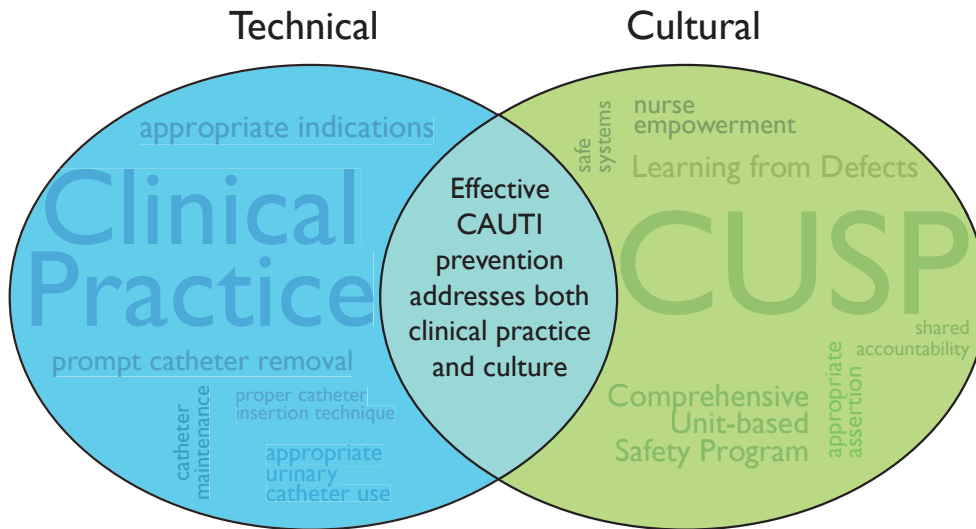 Technical
Cultural
appropriate indications
Clinical
Practice
prompt catheter removal
catheter
maintenance
proper catheter
insertion technique
appropriate
urinary
catheter use
Effective
CAUTI
prevention
addresses both
clinical practice
and culture
safe
systems
nurse
empowerment
Learning from Defects
CUSP
shared
accountability
Comprehensive
Unit-based
Safety Program
appropriate
assertion